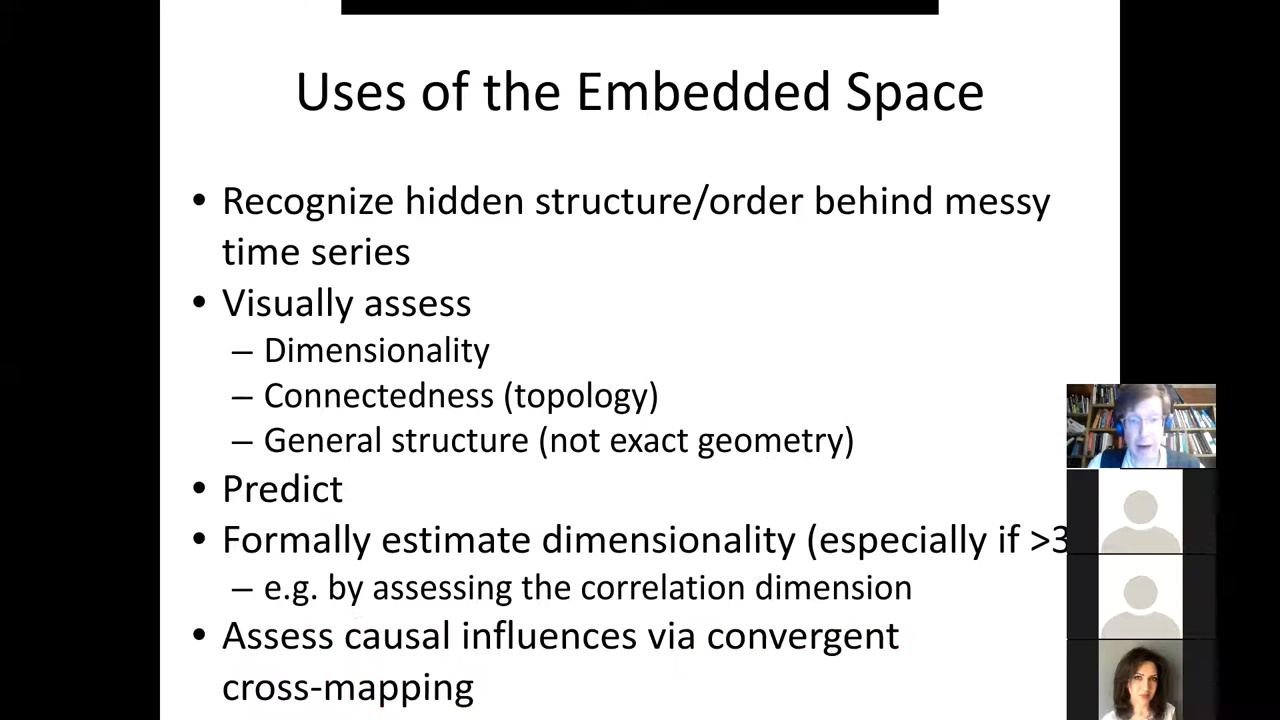 Uses of the Embedded Space
• Recognize hidden structure/order behind messy
time series
• Visually assess
– Dimensionality
– Connectedness (topology)
– General structure (not exact geometry)
• Predict
• Formally estimate dimensionality (especially if >3
– e.g. by assessing the correlation dimension
• Assess causal influences via convergent
cross-mapping